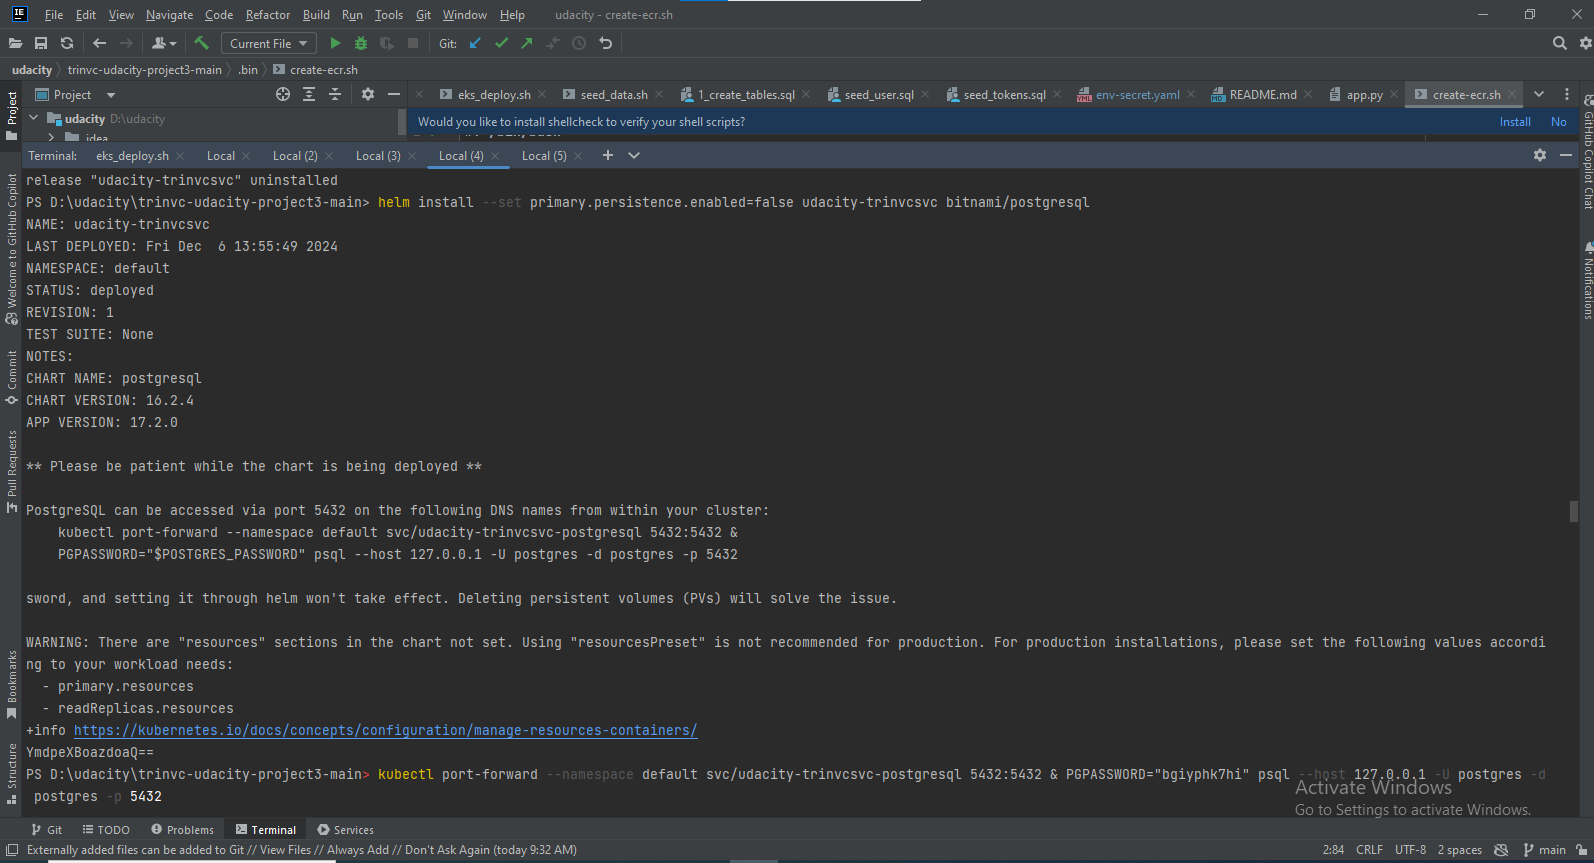 File Edit View Navigate Code Refactor Build Run Tools Git Window Help udacity - create-ecr.sh
Current File Git:
udacity trinvc-udacity-project3-main .bin create-ecr.sh
Project eks_deploy.sh seed_data.sh 1_create_tables.sql seed_user.sql seed_tokens.sql env-secret.yaml README.md app.py create-ecr.sh
udacity D:\udacity
Would you like to install shellcheck to verify your shell scripts? Install No
.idea
Terminal: eks_deploy.sh Local Local (2) Local (3) Local (4) Local (5)
release "udacity-trinvcsvc" uninstalled
PS D:\udacity\trinvc-udacity-project3-main> helm install --set primary.persistence.enabled=false udacity-trinvcsvc bitnami/postgresql
NAME: udacity-trinvcsvc
LAST DEPLOYED: Fri Dec  6 13:55:49 2024
NAMESPACE: default
STATUS: deployed
REVISION: 1
TEST SUITE: None
NOTES:
CHART NAME: postgresql
CHART VERSION: 16.2.4
APP VERSION: 17.2.0
** Please be patient while the chart is being deployed **
PostgreSQL can be accessed via port 5432 on the following DNS names from within your cluster:
kubectl port-forward --namespace default svc/udacity-trinvcsvc-postgresql 5432:5432 &
PGPASSWORD="$POSTGRES_PASSWORD" psql --host 127.0.0.1 -U postgres -d postgres -p 5432
sword, and setting it through helm won't take effect. Deleting persistent volumes (PVs) will solve the issue.
WARNING: There are "resources" sections in the chart not set. Using "resourcesPreset" is not recommended for production. For production installations, please set the following values accordi
ng to your workload needs:
- primary.resources
- readReplicas.resources
+info https://kubernetes.io/docs/concepts/configuration/manage-resources-containers/
YmdpeXBoazdoaQ==
PS D:\udacity\trinvc-udacity-project3-main> kubectl port-forward --namespace default svc/udacity-trinvcsvc-postgresql 5432:5432 & PGPASSWORD="bgiyphk7hi" psql --host 127.0.0.1 -U postgres -d
postgres -p 5432
Activate Windows
Go to Settings to activate Windows.
Project
Welcome to GitHub Copilot
Commit
Pull Requests
Bookmarks
Structure
GitHub Copilot Chat
Notifications
Git TODO Problems Terminal Services
Externally added files can be added to Git // View Files // Always Add // Don't Ask Again (today 9:32 AM) 2:84 CRLF UTF-8 2 spaces main